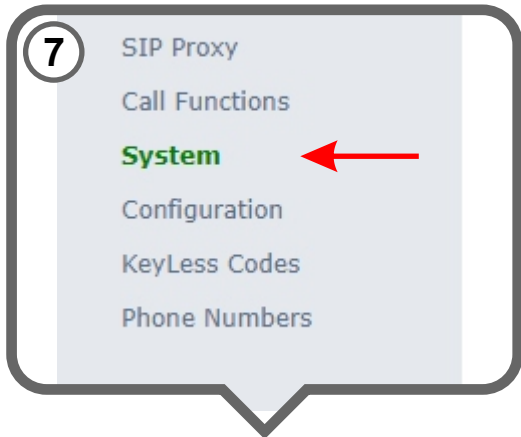 7
SIP Proxy
Call Functions
System
Configuration
KeyLess Codes
Phone Numbers